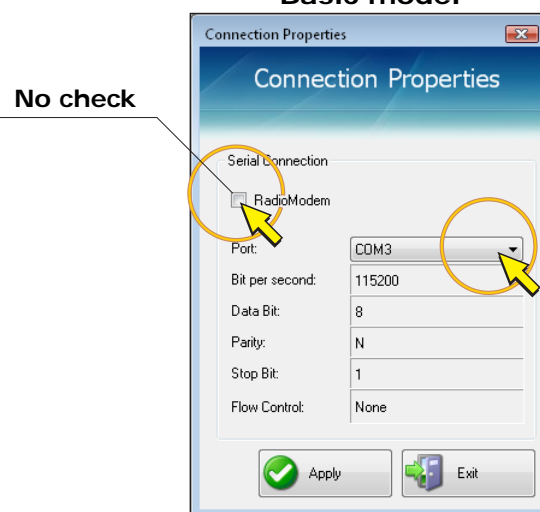 Basic model
Connection Properties
Connection Properties
No check
Serial Connection
RadioModem
Port: COM3
Bit per second: 115200
Data Bit: 8
Parity: N
Stop Bit: 1
Flow Control: None
Apply Exit